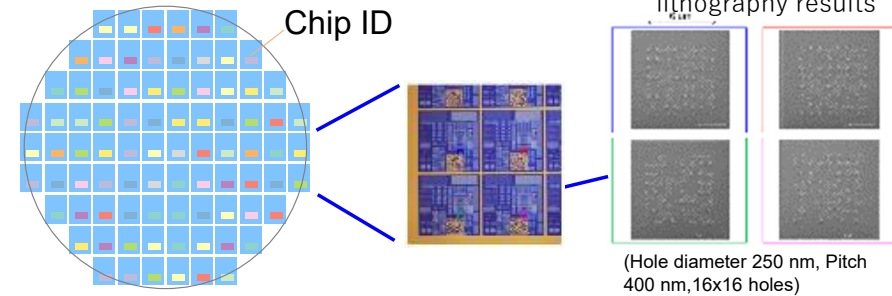 lithography results
Chip ID
(Hole diameter 250 nm, Pitch
400 nm,16x16 holes)